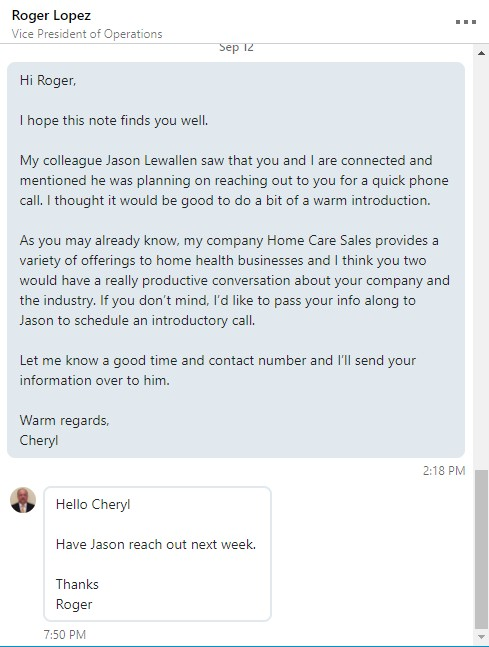 Roger Lopez
Vice President of Operations
Sep 12
Hi Roger,
I hope this note finds you well.
My colleague Jason Lewallen saw that you and I are connected and
mentioned he was planning on reaching out to you for a quick phone
call. I thought it would be good to do a bit of a warm introduction.
As you may already know, my company Home Care Sales provides a
variety of offerings to home health businesses and I think you two
would have a really productive conversation about your company and
the industry. If you don’t mind, I’d like to pass your info along to
Jason to schedule an introductory call.
Let me know a good time and contact number and I’ll send your
information over to him.
Warm regards,
Cheryl
2:18 PM
Hello Cheryl
Have Jason reach out next week.
Thanks
Roger
7:50 PM